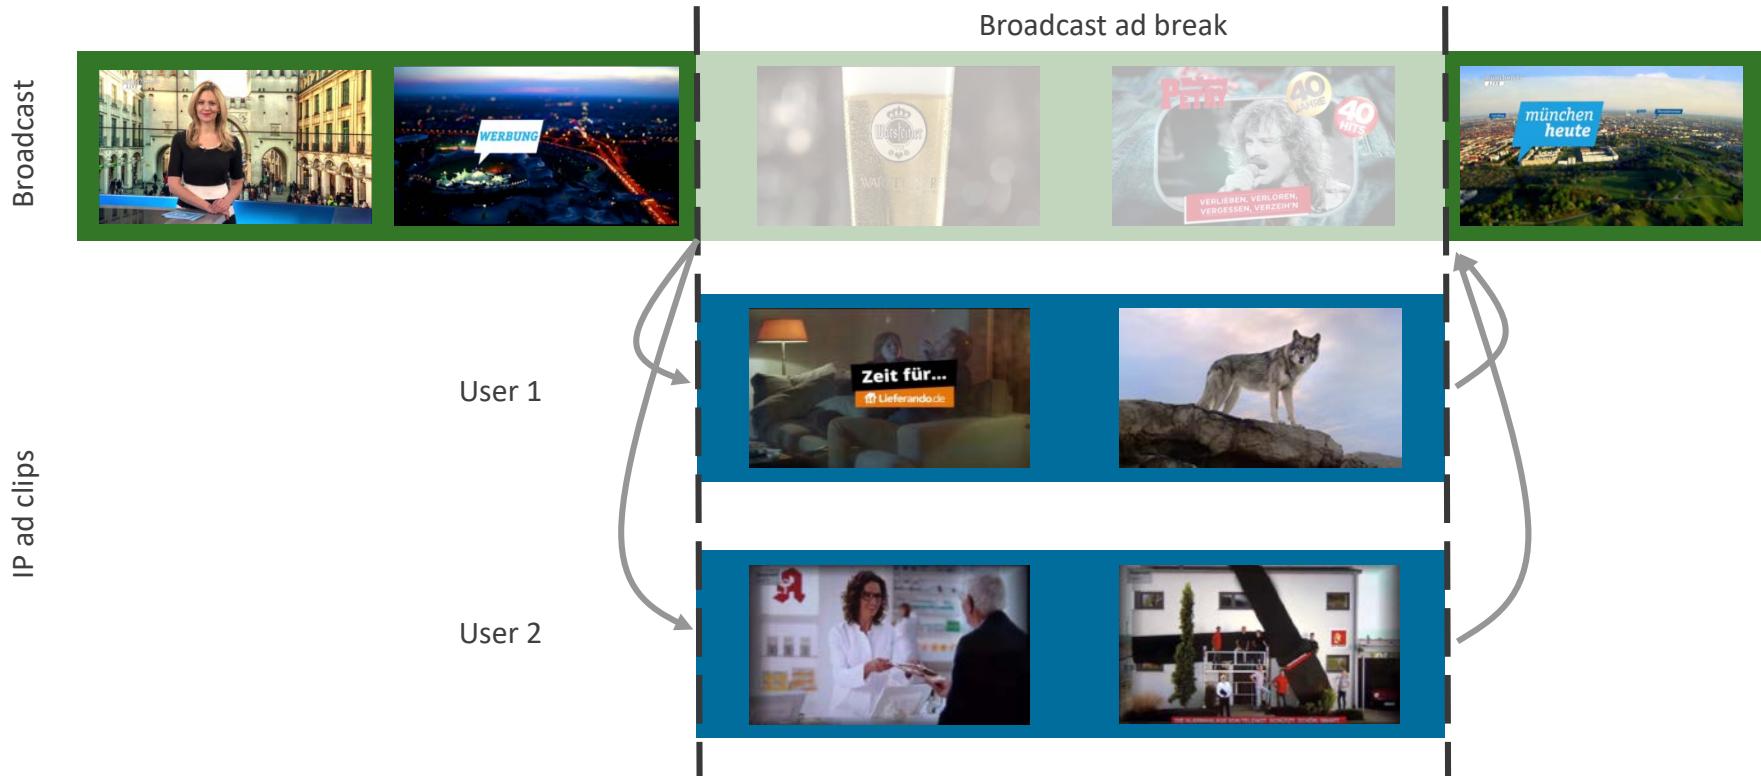 Broadcast ad break
Broadcast
WERBUNG
Warsteiner
PETRY
40
JAHRE
40
HITS
VERLIEBEN, VERLOREN,
VERGESSEN, VERZEIH'N
münchen
heute
IP ad clips
User 1
Zeit für...
Lieferando.de
User 2